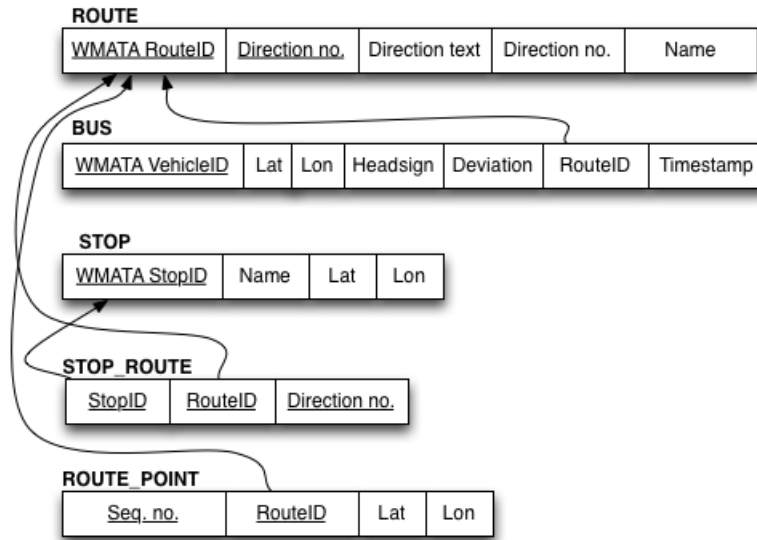 ROUTE
WMATA RouteID Direction no. Direction text Direction no. Name
BUS
WMATA VehicleID Lat Lon Headsign Deviation RouteID Timestamp
STOP
WMATA StopID Name Lat Lon
STOP_ROUTE
StopID RouteID Direction no.
ROUTE_POINT
Seq. no. RouteID Lat Lon